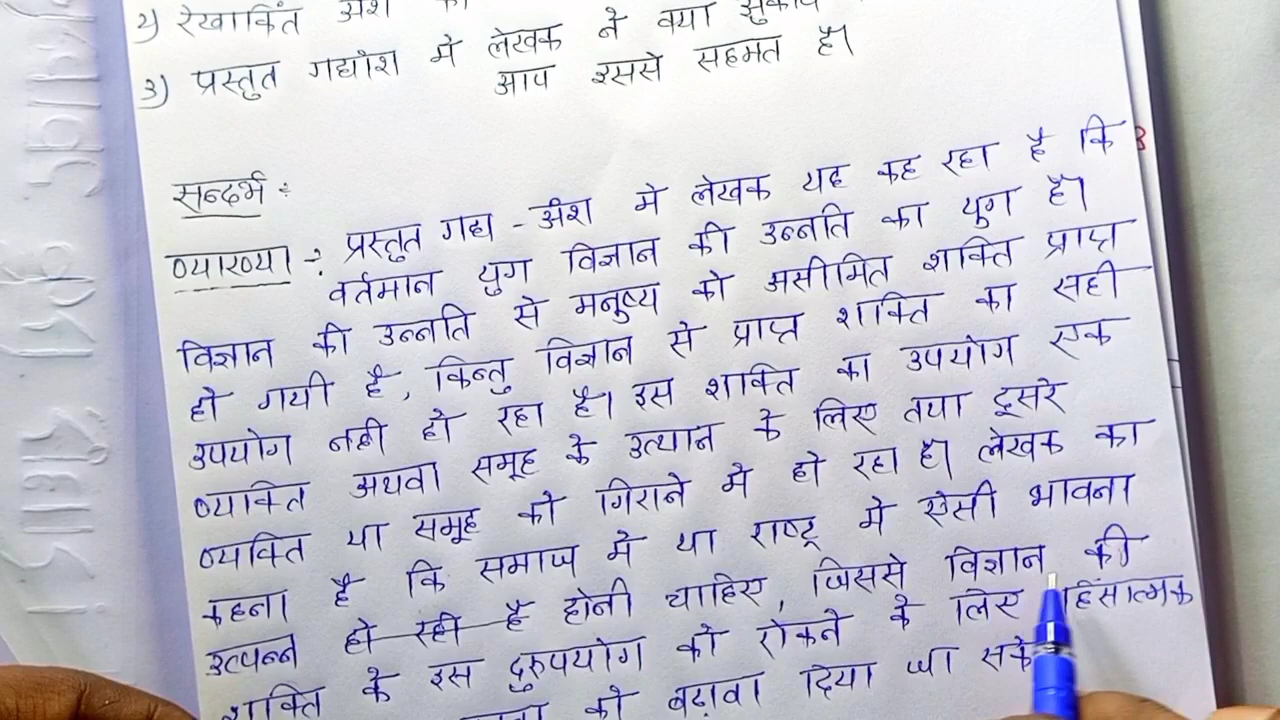 2) रेखाकिंत अंश
3) प्रस्तुत गद्यांश मे लेखक ने क्या
आप इससे सहमत है।
सन्दर्भ :
व्याख्या -: प्रस्तुत गद्य - अंश मे लेखक यह कह रहा है कि
वर्तमान युग विज्ञान की उन्नति का युग है।
विज्ञान की उन्नति से मनुष्य को असीमित शक्ति प्राप्त
हो गयी है, किन्तु विज्ञान से प्राप्त शक्ति का सही
उपयोग नही हो रहा है। इस शक्ति का उपयोग एक
व्यक्ति अथवा समूह के उत्थान के लिए तथा दूसरे
व्यक्ति या समूह को गिराने मे हो रहा है। लेखक का
कहना है कि समाज मे या राष्ट्र मे ऐसी भावना
उत्पन्न हो रही है होनी चाहिए, जिससे विज्ञान की
शक्ति के इस दुरुपयोग को रोकने के लिए
को बढ़ावा दिया जा सके